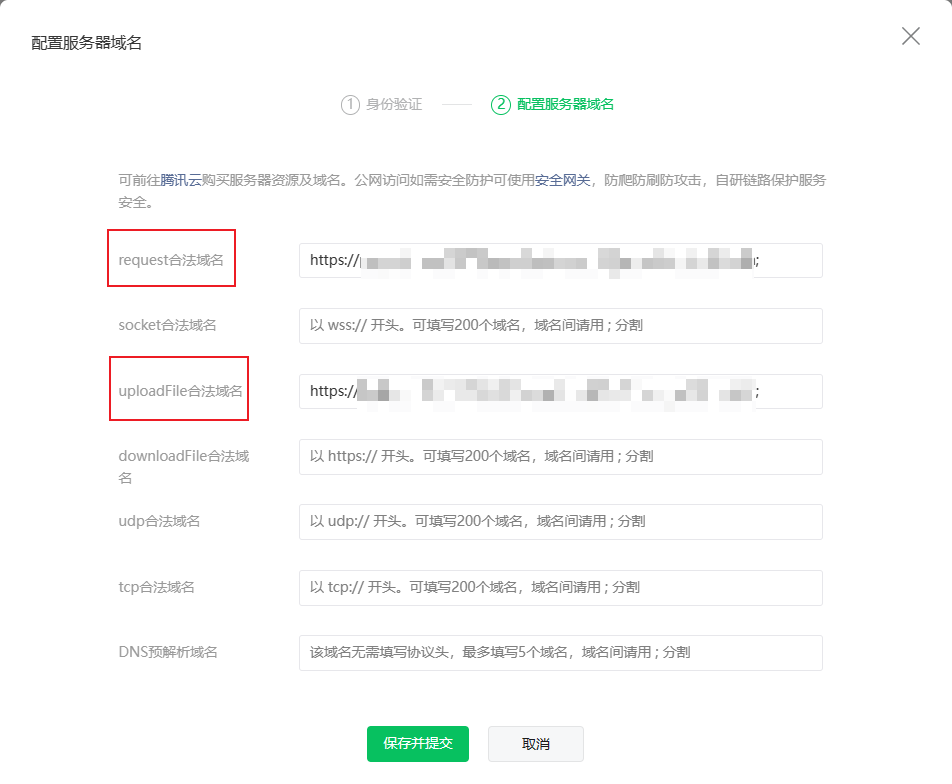 配置服务器域名
1 身份验证
2 配置服务器域名
可前往腾讯云购买服务器资源及域名。公网访问如需安全防护可使用安全网关，防爬防刷防攻击，自研链路保护服务
安全。
request合法域名
https://
;
socket合法域名
以 wss:// 开头。可填写200个域名，域名间请用 ; 分割
uploadFile合法域名
https://
;
downloadFile合法域
名
以 https:// 开头。可填写200个域名，域名间请用 ; 分割
udp合法域名
以 udp:// 开头。可填写200个域名，域名间请用 ; 分割
tcp合法域名
以 tcp:// 开头。可填写200个域名，域名间请用 ; 分割
DNS预解析域名
该域名无需填写协议头，最多填写5个域名，域名间请用 ; 分割
保存并提交
取消